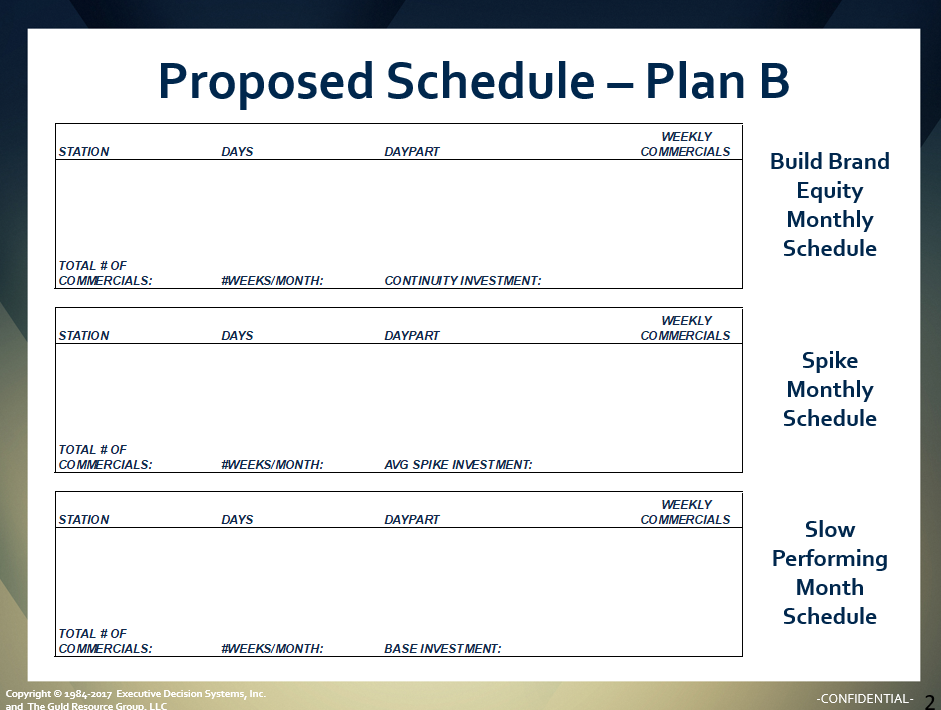 Proposed Schedule – Plan B
WEEKLY
STATION DAYS DAYPART COMMERCIALS
TOTAL # OF
COMMERCIALS: #WEEKS/MONTH: CONTINUITY INVESTMENT:
Build Brand
Equity
Monthly
Schedule
WEEKLY
STATION DAYS DAYPART COMMERCIALS
TOTAL # OF
COMMERCIALS: #WEEKS/MONTH: AVG SPIKE INVESTMENT:
Spike
Monthly
Schedule
WEEKLY
STATION DAYS DAYPART COMMERCIALS
TOTAL # OF
COMMERCIALS: #WEEKS/MONTH: BASE INVESTMENT:
Slow
Performing
Month
Schedule
Copyright © 1984-2017 Executive Decision Systems, Inc.
and The Guld Resource Group, LLC
-CONFIDENTIAL- 2